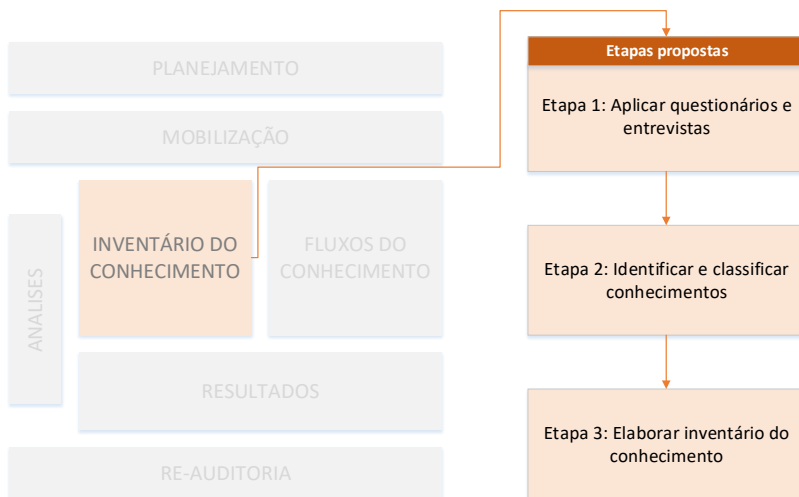 PLANEJAMENTO
MOBILIZAÇÃO
INVENTÁRIO DO
CONHECIMENTO
FLUXOS DO
CONHECIMENTO
ANALISES
RESULTADOS
RE-AUDITORIA
Etapas propostas
Etapa 1: Aplicar questionários e
entrevistas
Etapa 2: Identificar e classificar
conhecimentos
Etapa 3: Elaborar inventário do
conhecimento